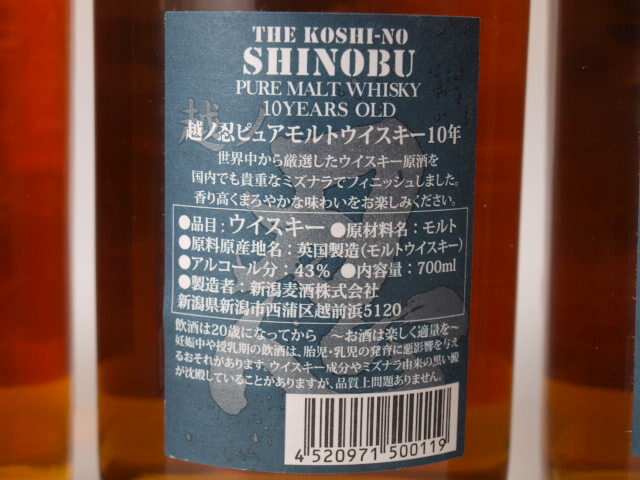 THE KOSHI-NO
SHINOBU
PURE MALT WHISKY
10YEARS OLD
越ノ忍ピュアモルトウイスキー10年
世界中から厳選したウイスキー原酒を
国内でも貴重なミズナラでフィニッシュしました。
香り高くまろやかな味わいをお楽しみください。
●品目：ウイスキー ●原材料名：モルト
●原料原産地名：英国製造（モルトウイスキー）
●アルコール分：43％ ●内容量：700ml
●製造者：新潟麦酒株式会社
新潟県新潟市西蒲区越前浜5120
飲酒は20歳になってから 〜お酒は楽しく適量を〜
妊娠中や授乳期の飲酒は、胎児・乳児の発育に悪影響を与え
るおそれがあります。ウイスキー成分やミズナラ由来の黒い澱
が沈殿していることがありますが、品質上問題ありません。
4 520971 500119